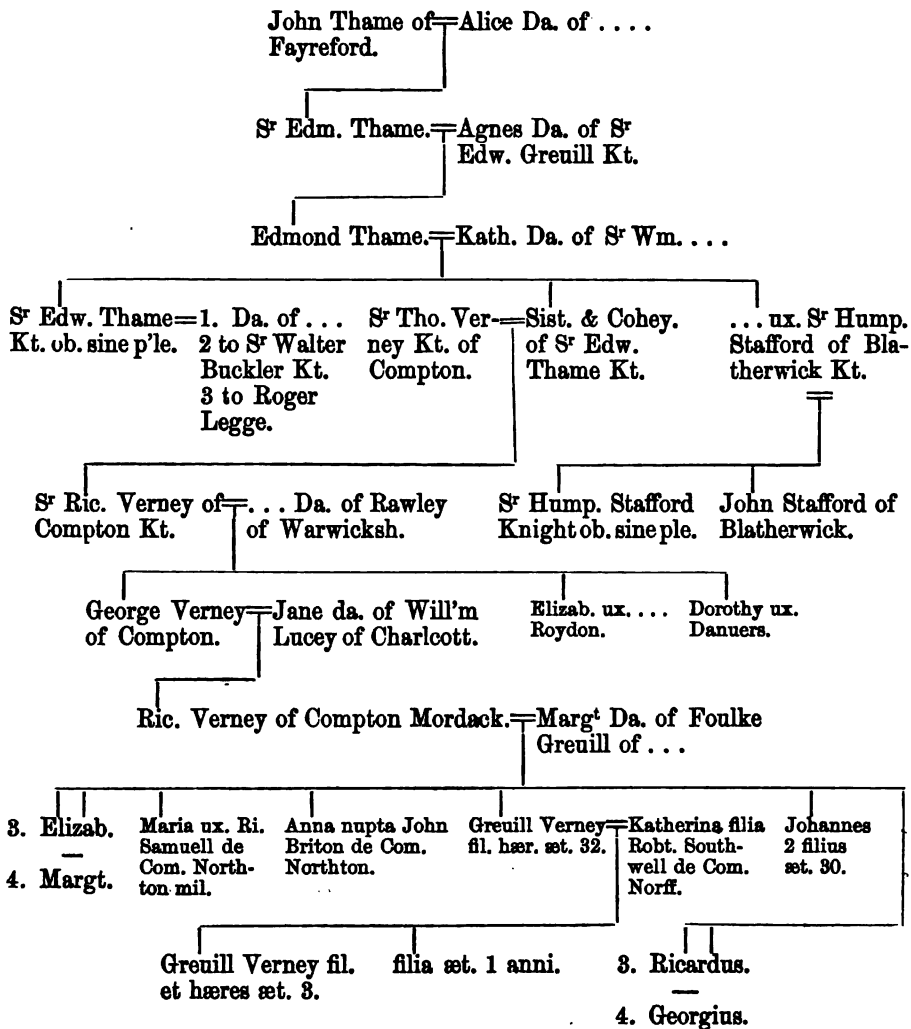 John Thame of═Alice Da. of . . . .
Fayreford.
Sʳ Edm. Thame.═Agnes Da. of Sʳ
Edw. Greuill Kt.
Edmond Thame.═Kath. Da. of Sʳ Wm. . . .
Sʳ Edw. Thame═1. Da. of . . .
Kt. ob. sine p'le. 2 to Sʳ Walter
Buckler Kt.
3 to Roger
Legge.
Sʳ Tho. Ver-═Sist. & Cohey.
ney Kt. of of Sʳ Edw.
Compton. Thame Kt.
. . . ux. Sʳ Hump.
Stafford of Bla-
therwick Kt.
Sʳ Ric. Verney of═. . . Da. of Rawley
Compton Kt. of Warwicksh.
Sʳ Hump. Stafford
Knight ob. sine ple.
John Stafford of
Blatherwick.
George Verney═Jane da. of Will'm
of Compton. Lucey of Charlcott.
Elizab. ux. . . .
Roydon.
Dorothy ux.
Danuers.
Ric. Verney of Compton Mordack.═Margᵗ Da. of Foulke
Greuill of . . .
3. Elizab.
—
4. Margt.
Maria ux. Ri.
Samuell de
Com. North-
ton mil.
Anna nupta John
Briton de Com.
Northton.
Greuill Verney═Katherina filia
fil. hær. æt. 32. Robt. South-
well de Com.
Norff.
Johannes
2 filius
æt. 30.
Greuill Verney fil.
et hæres æt. 3.
filia æt. 1 anni.
3. Ricardus.
—
4. Georgius.